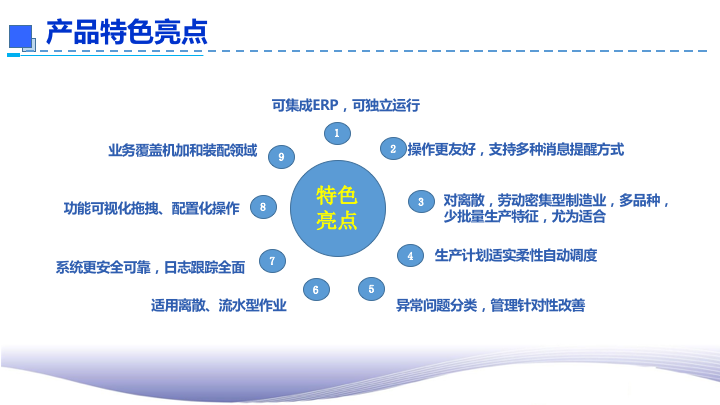 产品特色亮点
可集成ERP，可独立运行
1
2
操作更友好，支持多种消息提醒方式
3
对离散，劳动密集型制造业，多品种，
少批量生产特征，尤为适合
4
生产计划适实柔性自动调度
5
异常问题分类，管理针对性改善
6
适用离散、流水型作业
7
系统更安全可靠，日志跟踪全面
8
功能可视化拖拽、配置化操作
9
业务覆盖机加和装配领域
特色
亮点